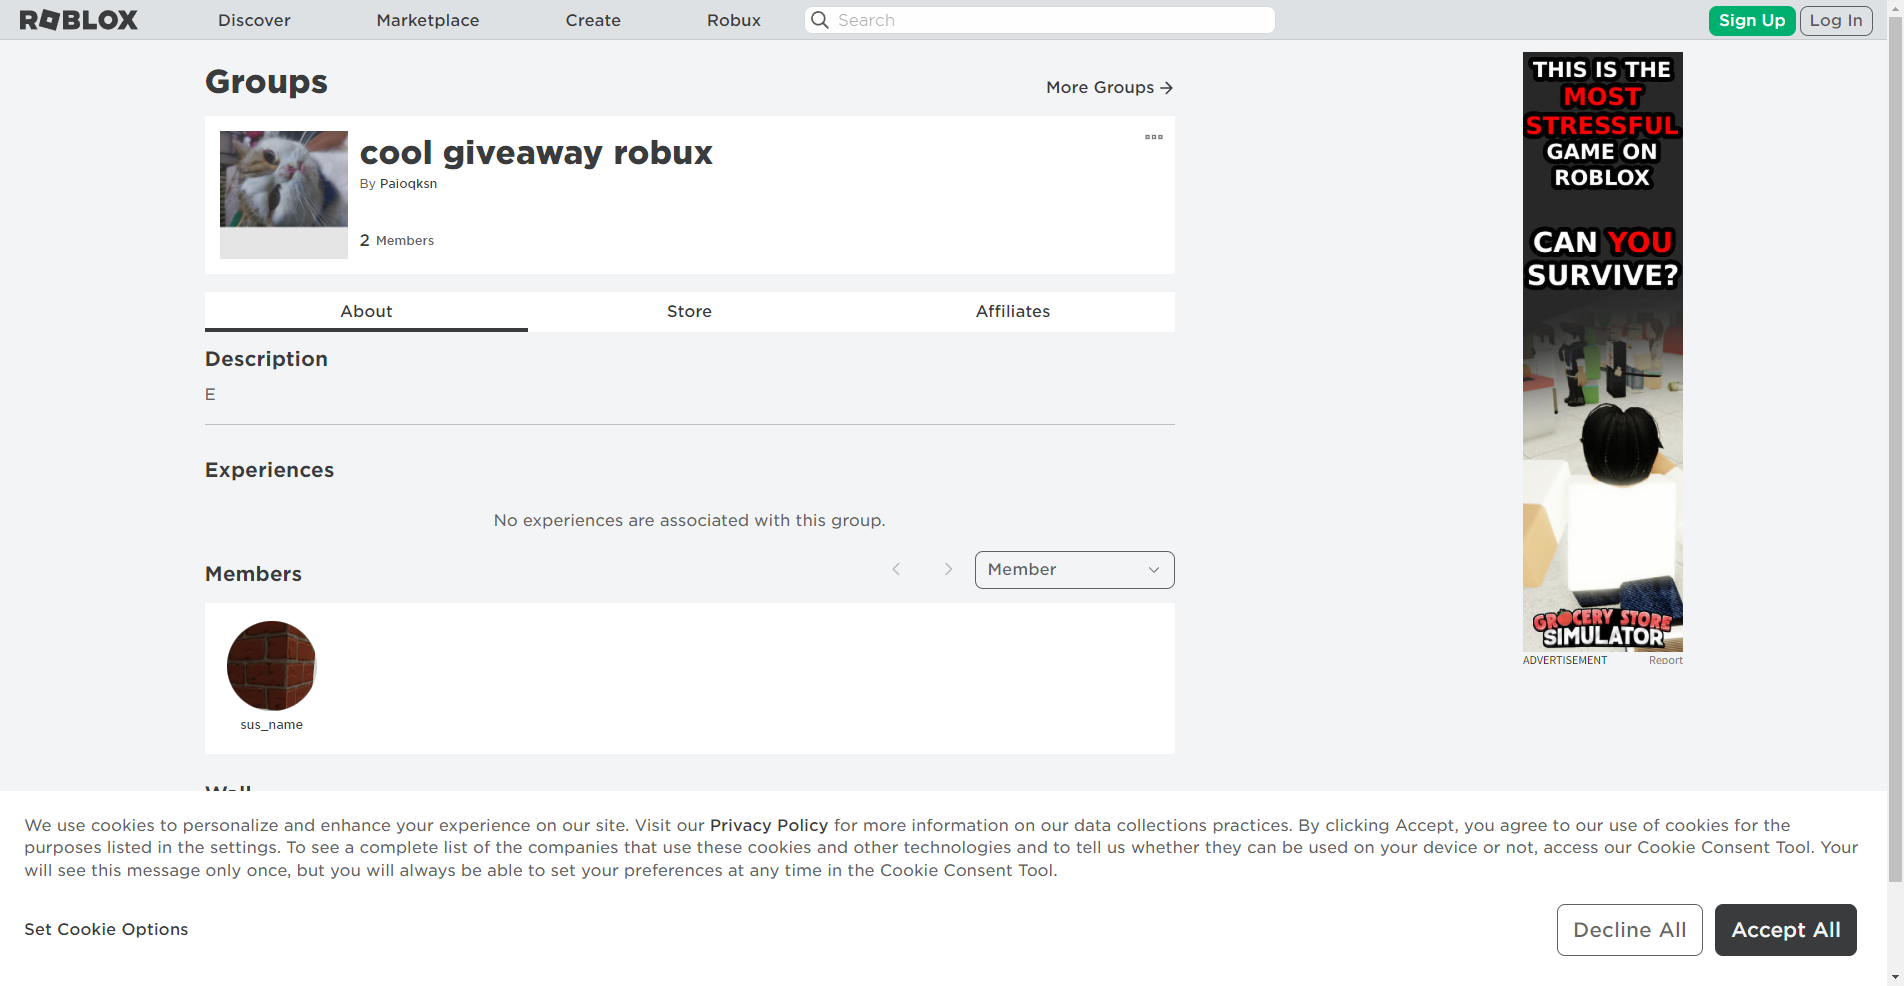 ROBLOX
Discover
Marketplace
Create
Robux
Search
Sign Up
Log In
Groups
More Groups
cool giveaway robux
By Paioqksn
2 Members
About
Store
Affiliates
Description
E
Experiences
No experiences are associated with this group.
Members
Member
sus_name
Wall
THIS IS THE
MOST
STRESSFUL
GAME ON
ROBLOX
CAN YOU
SURVIVE?
GROCERY STORE
SIMULATOR
ADVERTISEMENT
Report
We use cookies to personalize and enhance your experience on our site. Visit our Privacy Policy for more information on our data collections practices. By clicking Accept, you agree to our use of cookies for the
purposes listed in the settings. To see a complete list of the companies that use these cookies and other technologies and to tell us whether they can be used on your device or not, access our Cookie Consent Tool. Your
will see this message only once, but you will always be able to set your preferences at any time in the Cookie Consent Tool.
Set Cookie Options
Decline All
Accept All